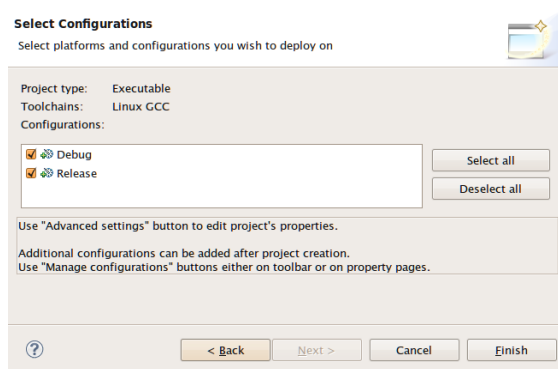 Select Configurations
Select platforms and configurations you wish to deploy on
Project type: Executable
Toolchains: Linux GCC
Configurations:
Debug
Release
Select all
Deselect all
Use "Advanced settings" button to edit project's properties.
Additional configurations can be added after project creation.
Use "Manage configurations" buttons either on toolbar or on property pages.
? < Back Next > Cancel Finish